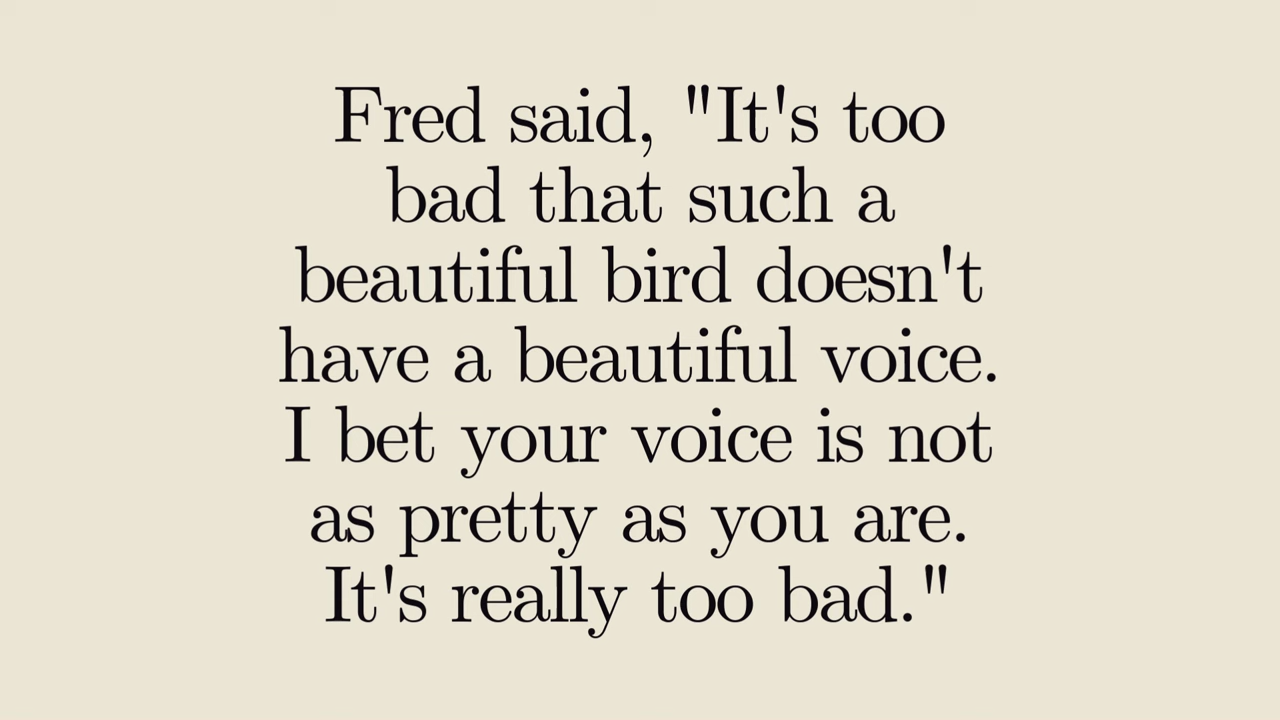 Fred said, "It's too
bad that such a
beautiful bird doesn't
have a beautiful voice.
I bet your voice is not
as pretty as you are.
It's really too bad."